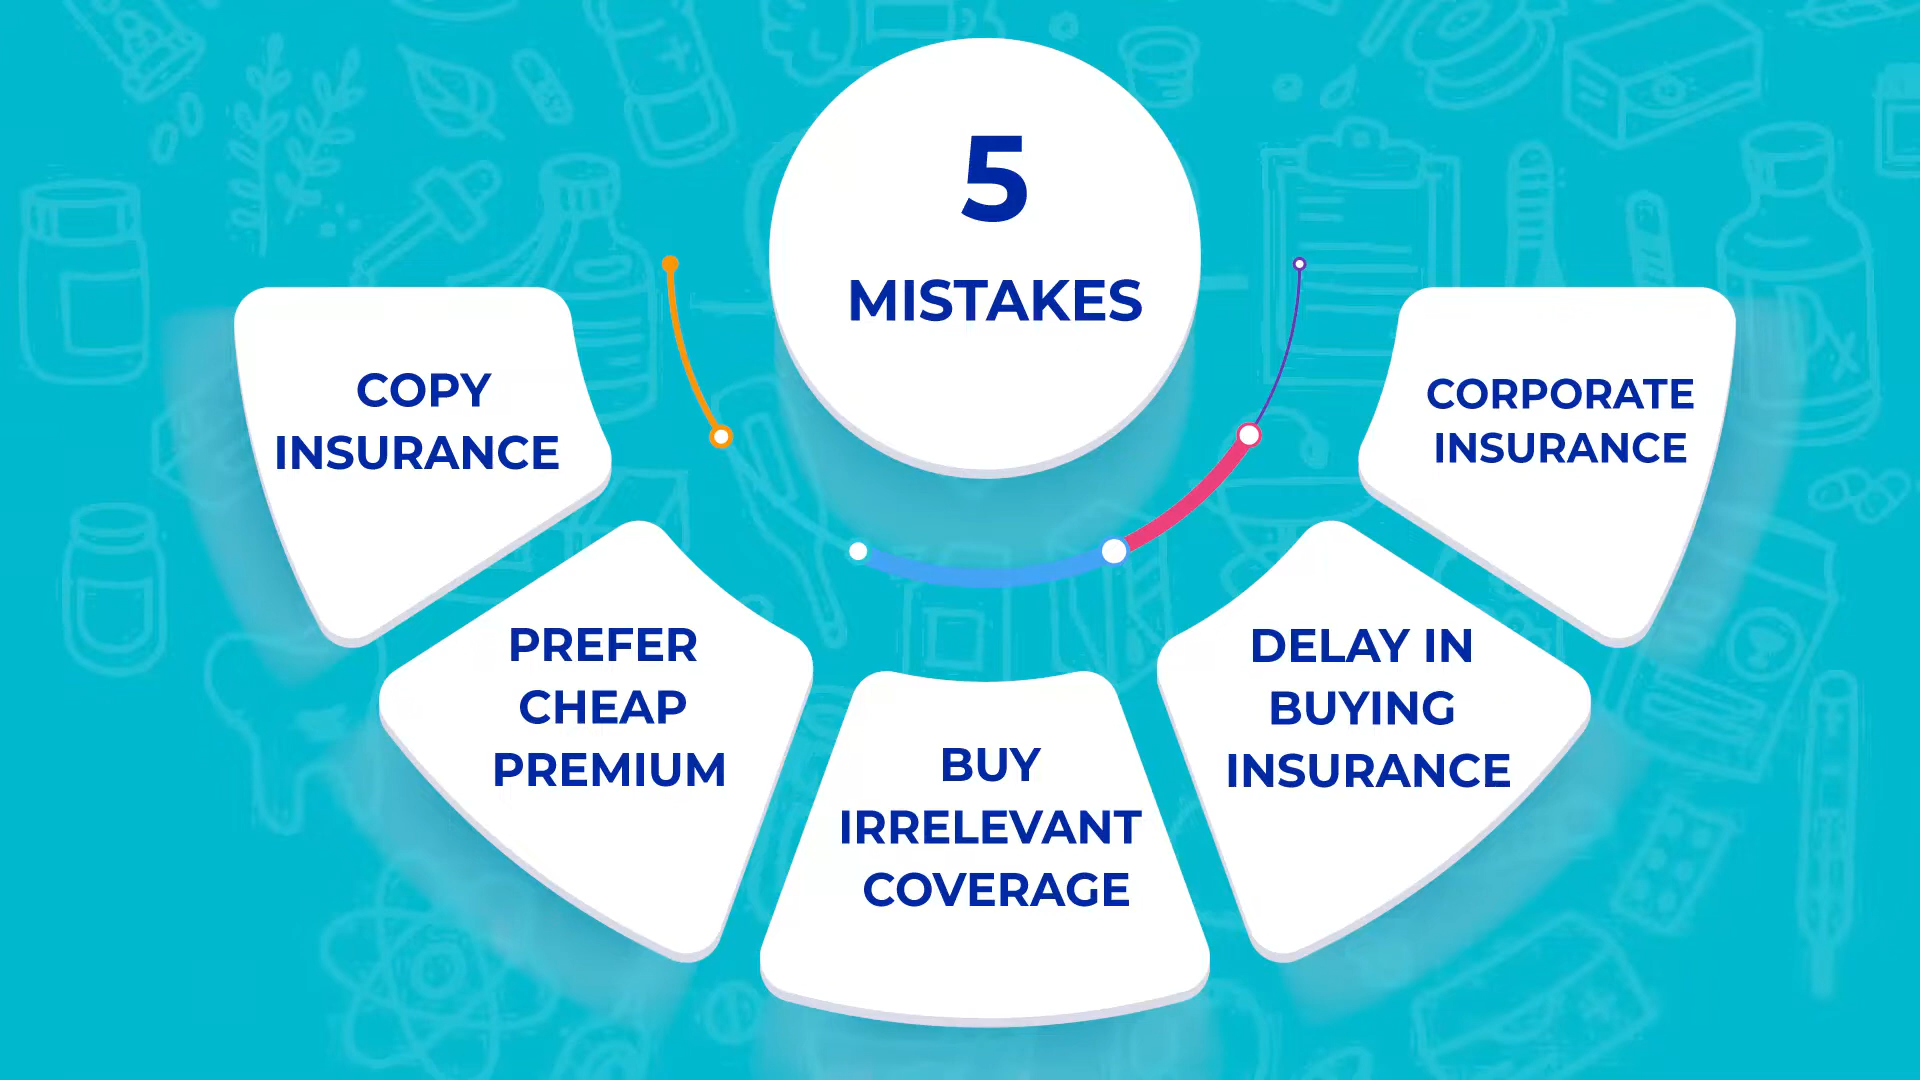 5
MISTAKES
COPY
INSURANCE
PREFER
CHEAP
PREMIUM
BUY
IRRELEVANT
COVERAGE
DELAY IN
BUYING
INSURANCE
CORPORATE
INSURANCE